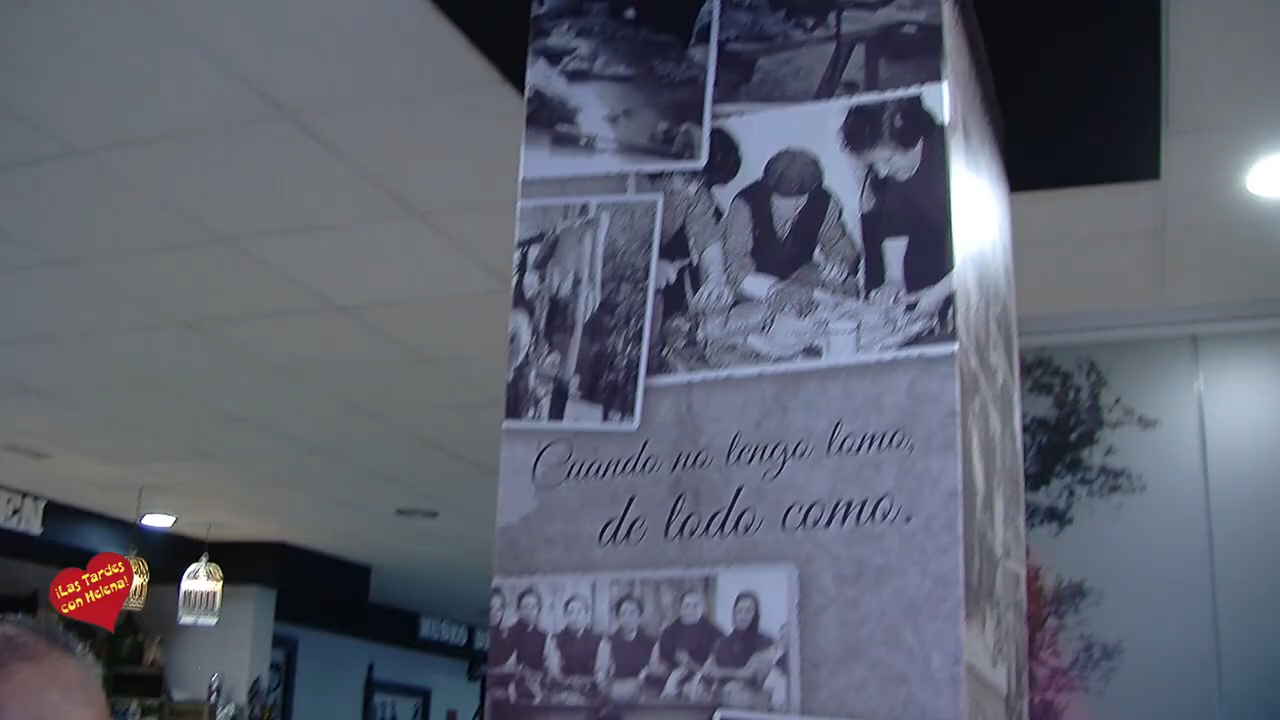 Cuando no tengo lomo,
de todo como.
¡Las Tardes
con Helena!